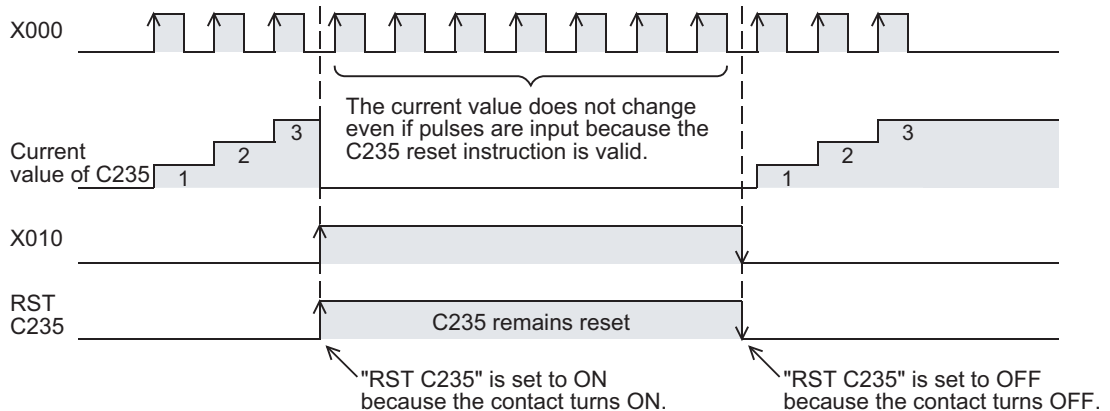 X000
The current value does not change
even if pulses are input because the
C235 reset instruction is valid.
Current
value of C235
1
2
3
1
2
3
X010
RST
C235
C235 remains reset
"RST C235" is set to ON
because the contact turns ON.
"RST C235" is set to OFF
because the contact turns OFF.